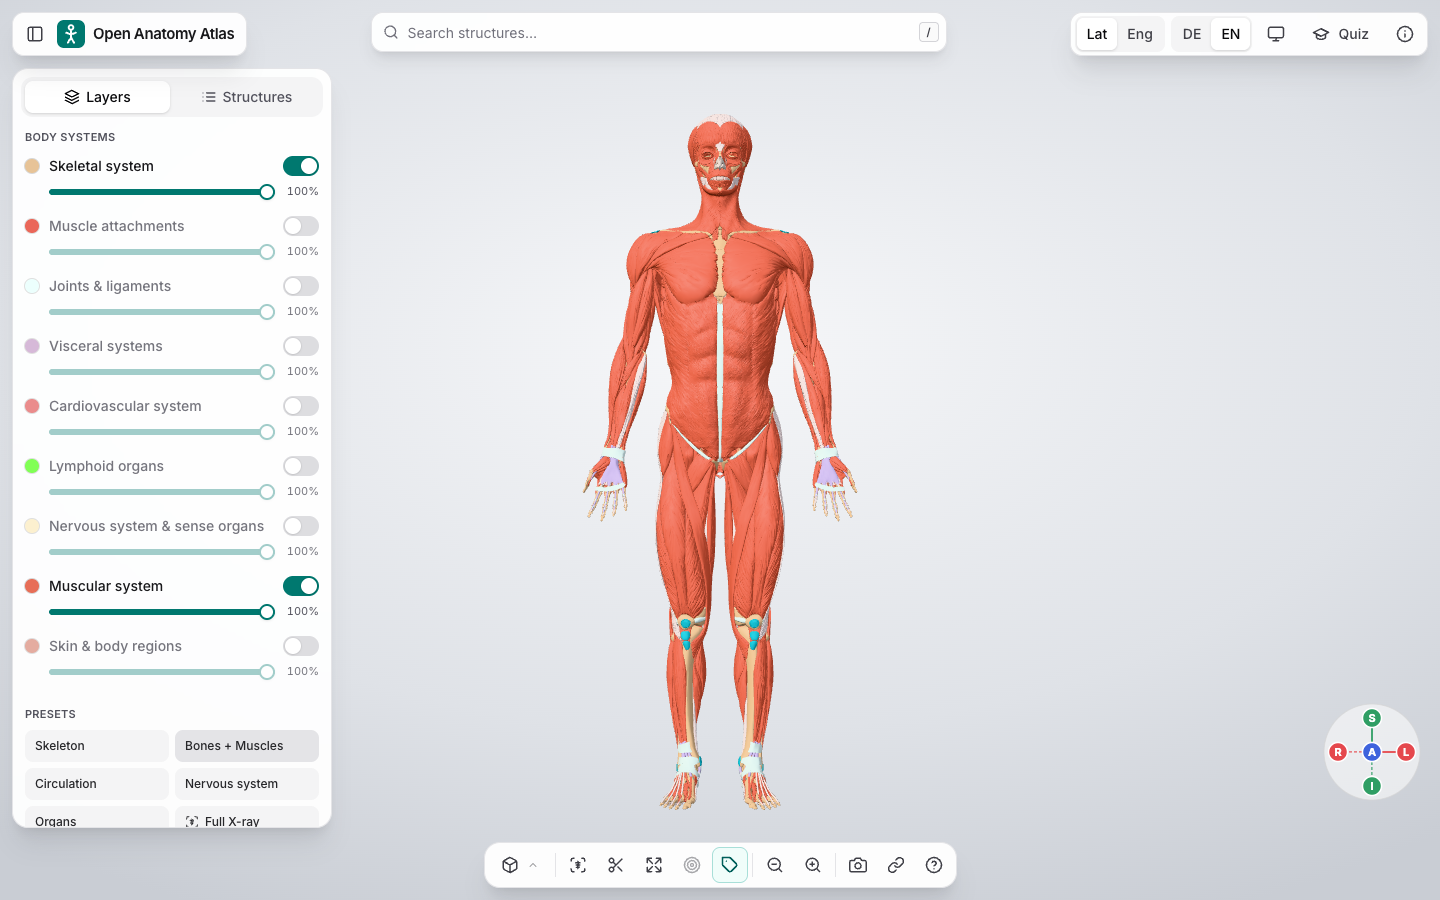 Open Anatomy Atlas
Search structures...
/
Lat
Eng
DE
EN
Quiz
Layers
Structures
BODY SYSTEMS
Skeletal system
100%
Muscle attachments
100%
Joints & ligaments
100%
Visceral systems
100%
Cardiovascular system
100%
Lymphoid organs
100%
Nervous system & sense organs
100%
Muscular system
100%
Skin & body regions
100%
PRESETS
Skeleton
Bones + Muscles
Circulation
Nervous system
Organs
Full X-ray
S
R
A
L
I